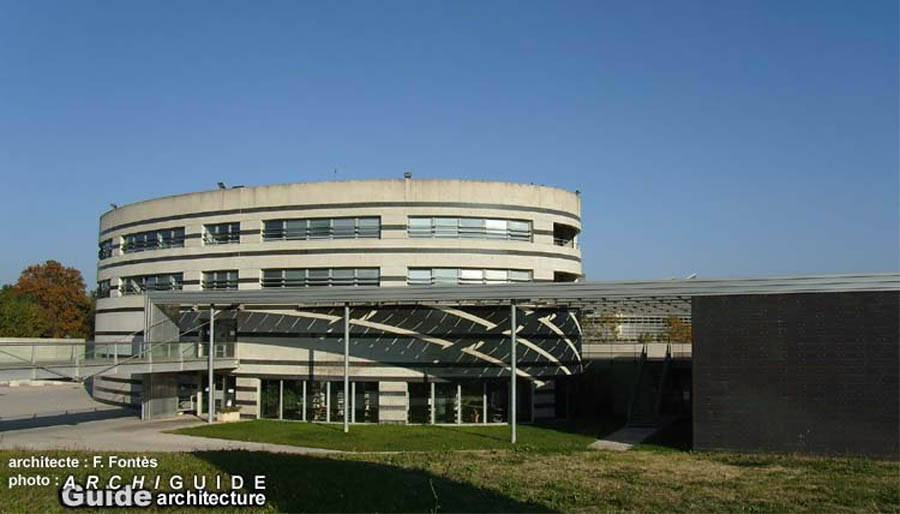 architecte : F. Fontès
photo : ARCHIGUIDE
Guide architecture